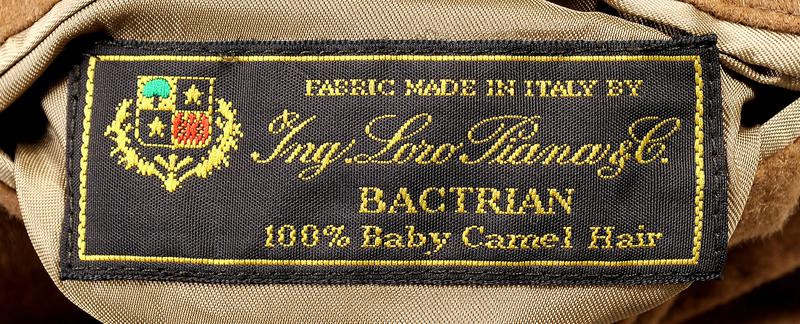 FABRIC MADE IN ITALY BY
Ing. Loro Piana & C.
BACTRIAN
100% Baby Camel Hair